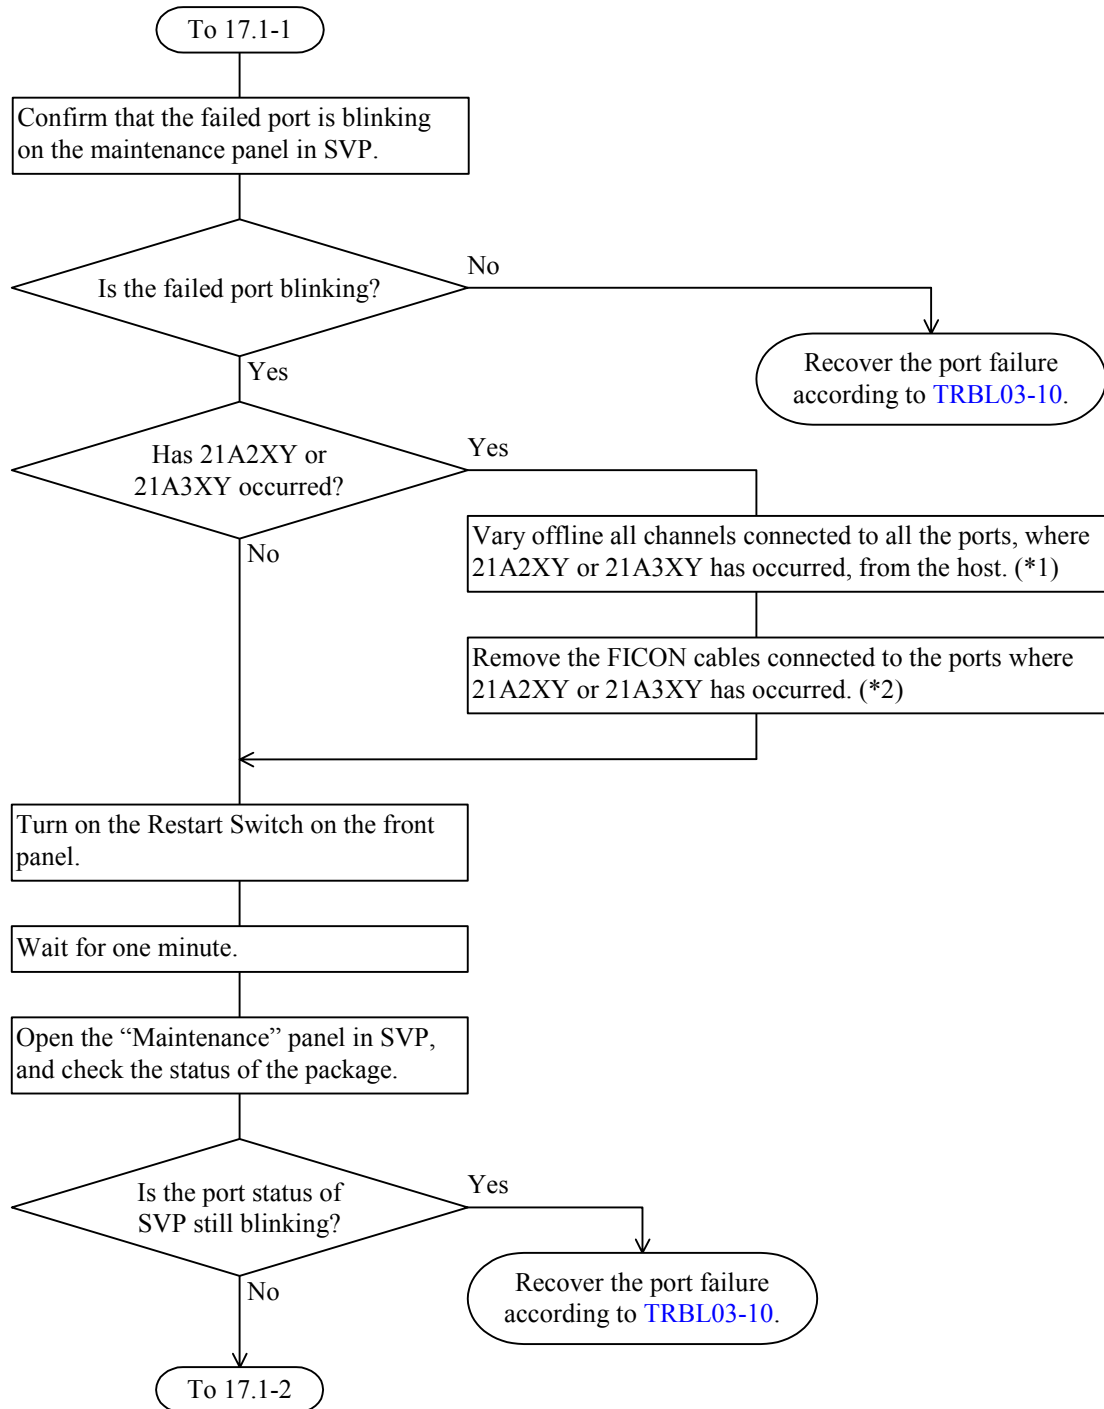 To 17.1-1
Confirm that the failed port is blinking
on the maintenance panel in SVP.
Is the failed port blinking?
No
Recover the port failure
according to TRBL03-10.
Yes
Has 21A2XY or
21A3XY occurred?
Yes
Vary offline all channels connected to all the ports, where
21A2XY or 21A3XY has occurred, from the host. (*1)
No
Remove the FICON cables connected to the ports where
21A2XY or 21A3XY has occurred. (*2)
Turn on the Restart Switch on the front
panel.
Wait for one minute.
Open the “Maintenance” panel in SVP,
and check the status of the package.
Is the port status of
SVP still blinking?
Yes
Recover the port failure
according to TRBL03-10.
No
To 17.1-2